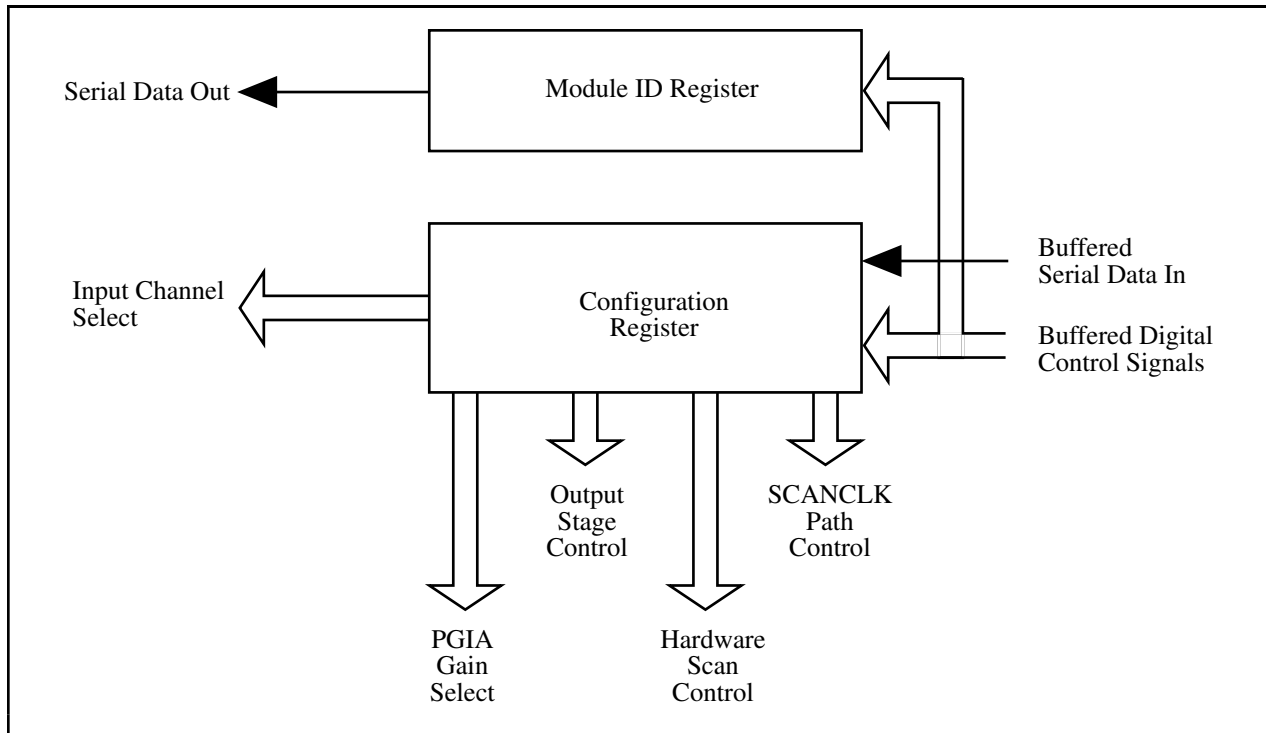 Module ID Register
Serial Data Out
Buffered
Serial Data In
Input Channel
Select
Configuration
Register
Buffered Digital
Control Signals
Output
Stage
Control
SCANCLK
Path
Control
PGIA
Gain
Select
Hardware
Scan
Control